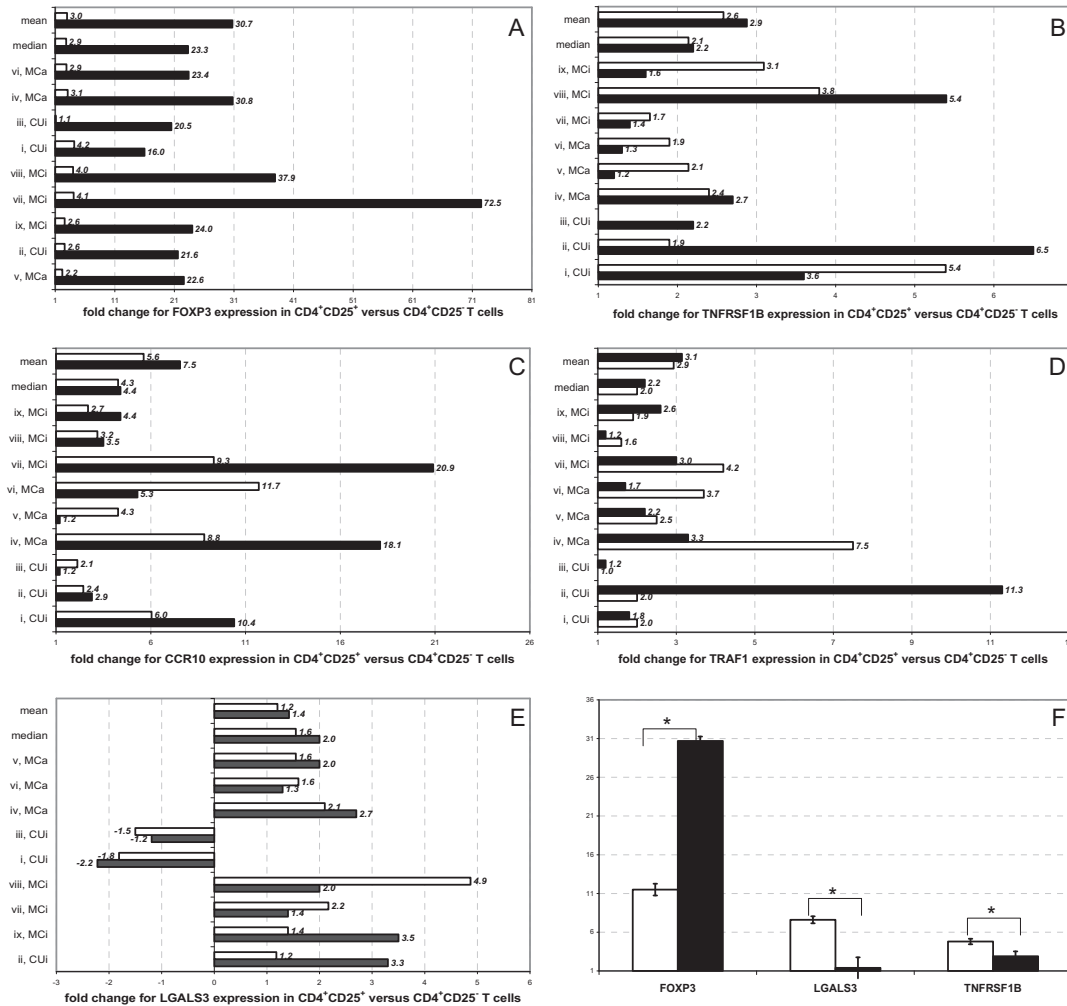 A
mean 3.0 30.7
median 2.9 23.3
vi, MCa 2.9 23.4
iv, MCa 3.1 30.8
iii, CUi 1.1 20.5
i, CUi 4.2 16.0
viii, MCi 4.0 37.9
vii, MCi 4.1 72.5
ix, MCi 2.6 24.0
ii, CUi 2.6 21.6
v, MCa 2.2 22.6
1 11 21 31 41 51 61 71 81
fold change for FOXP3 expression in CD4⁺CD25⁺ versus CD4⁺CD25⁻ T cells
B
mean 2.6 2.9
median 2.1 2.2
ix, MCi 3.1 1.6
viii, MCi 3.8 5.4
vii, MCi 1.7 1.4
vi, MCa 1.9 1.3
v, MCa 2.1 1.2
iv, MCa 2.4 2.7
iii, CUi 2.2
ii, CUi 1.9 6.5
i, CUi 5.4 3.6
1 2 3 4 5 6
fold change for TNFRSF1B expression in CD4⁺CD25⁺ versus CD4⁺CD25⁻ T cells
C
mean 5.6 7.5
median 4.3 4.4
ix, MCi 2.7 4.4
viii, MCi 3.2 3.5
vii, MCi 9.3 20.9
vi, MCa 11.7 5.3
v, MCa 4.3 1.2
iv, MCa 8.8 18.1
iii, CUi 2.1 1.2
ii, CUi 2.4 2.9
i, CUi 6.0 10.4
1 6 11 16 21 26
fold change for CCR10 expression in CD4⁺CD25⁺ versus CD4⁺CD25⁻ T cells
D
mean 3.1 2.9
median 2.2 2.0
ix, MCi 2.6 1.9
viii, MCi 1.2 1.6
vii, MCi 3.0 4.2
vi, MCa 1.7 3.7
v, MCa 2.2 2.5
iv, MCa 3.3 7.5
iii, CUi 1.2 1.0
ii, CUi 11.3 2.0
i, CUi 1.8 2.0
1 3 5 7 9 11
fold change for TRAF1 expression in CD4⁺CD25⁺ versus CD4⁺CD25⁻ T cells
E
mean 1.2 1.4
median 1.6 2.0
v, MCa 1.6 2.0
vi, MCa 1.6 1.3
iv, MCa 2.1 2.7
iii, CUi -1.5 -1.2
i, CUi -1.8 -2.2
viii, MCi 4.9 2.0
vii, MCi 2.2 1.4
ix, MCi 1.4 3.5
ii, CUi 1.2 3.3
-3 -2 -1 0 1 2 3 4 5 6
fold change for LGALS3 expression in CD4⁺CD25⁺ versus CD4⁺CD25⁻ T cells
F
36
31
26
21
16
11
6
1
* * *
FOXP3 LGALS3 TNFRSF1B